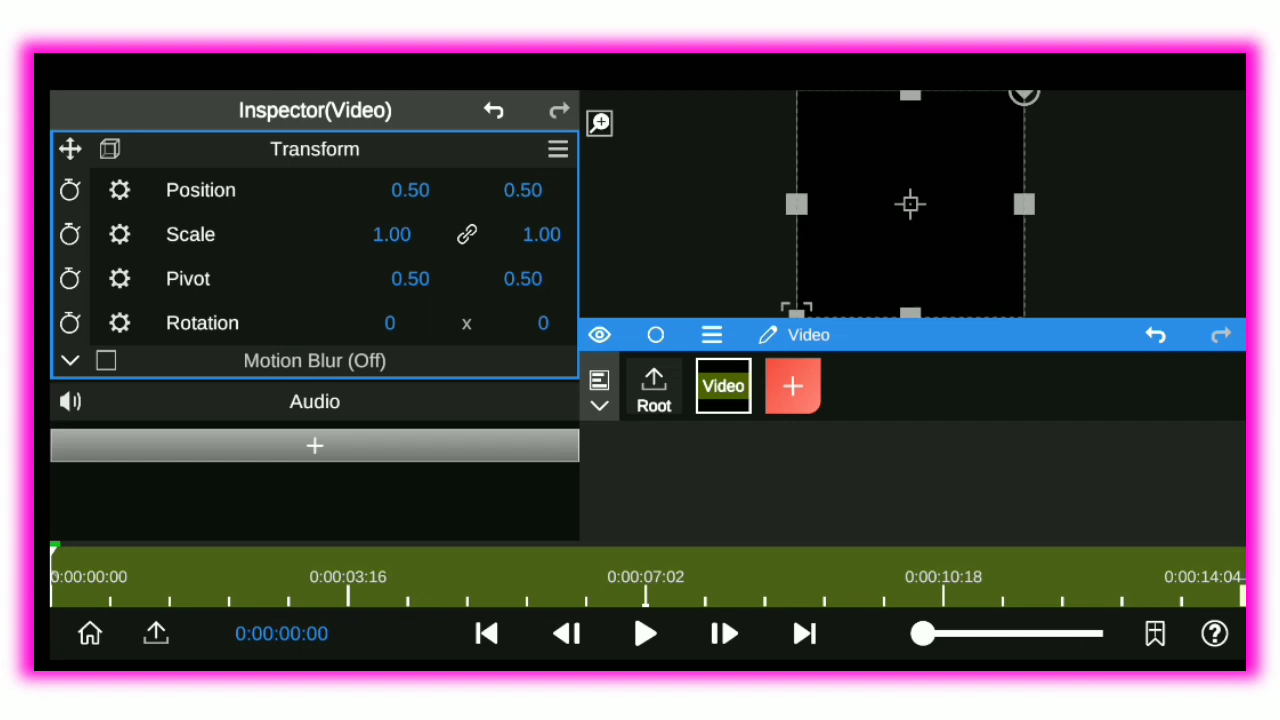 Inspector(Video)
Transform
Position 0.50 0.50
Scale 1.00 1.00
Pivot 0.50 0.50
Rotation 0 x 0
Motion Blur (Off)
Audio
Video
Root Video
0:00:00:00 0:00:03:16 0:00:07:02 0:00:10:18 0:00:14:04
0:00:00:00